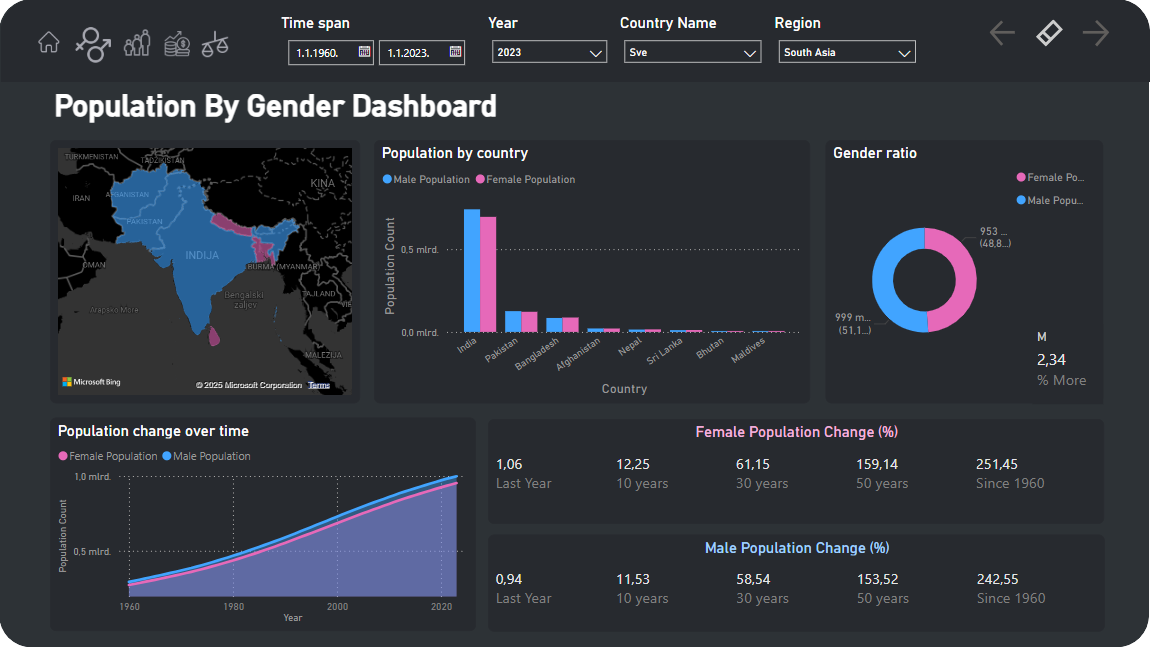 Time span
Year
Country Name
Region
1.1.1960.
1.1.2023.
2023
Sve
South Asia
Population By Gender Dashboard
TURKMENISTAN
TADŽIKISTAN
KINA
IRAN
AFGANISTAN
PAKISTAN
INDIJA
OMAN
BURMA (MYANMAR)
Arapsko More
Bengalski
zaljev
TAJLAND
MALEZIJA
Microsoft Bing
© 2025 Microsoft Corporation Terms
Population by country
Male Population Female Population
Population Count
0,5 mlrd.
0,0 mlrd.
India
Pakistan
Bangladesh
Afghanistan
Nepal
Sri Lanka
Bhutan
Maldives
Country
Gender ratio
Female Po...
Male Popu...
953 ...
(48,8...)
999 m...
(51,1...)
M
2,34
% More
Population change over time
Female Population Male Population
Population Count
1,0 mlrd.
0,5 mlrd.
1960
1980
2000
2020
Year
Female Population Change (%)
1,06
12,25
61,15
159,14
251,45
Last Year
10 years
30 years
50 years
Since 1960
Male Population Change (%)
0,94
11,53
58,54
153,52
242,55
Last Year
10 years
30 years
50 years
Since 1960